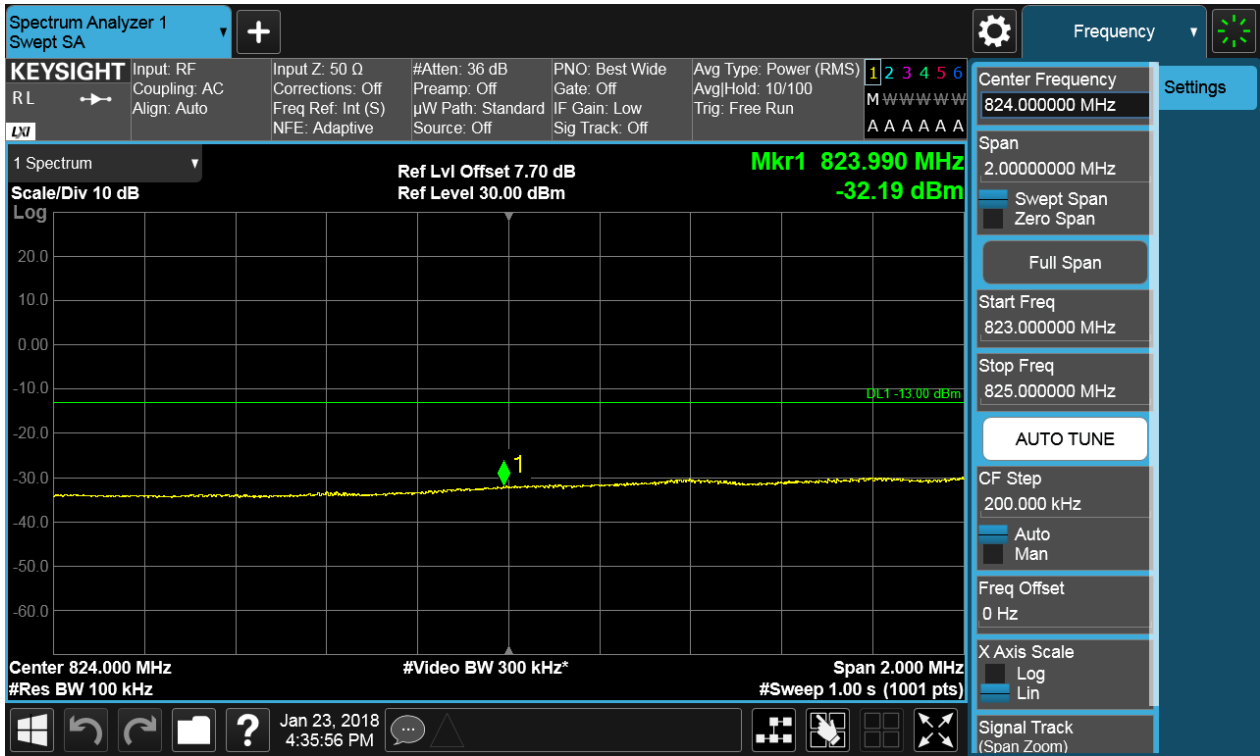 Spectrum Analyzer 1
Swept SA
Frequency
KEYSIGHT
R L
LXI
Input: RF
Coupling: AC
Align: Auto
Input Z: 50 Ω
Corrections: Off
Freq Ref: Int (S)
NFE: Adaptive
#Atten: 36 dB
Preamp: Off
µW Path: Standard
Source: Off
PNO: Best Wide
Gate: Off
IF Gain: Low
Sig Track: Off
Avg Type: Power (RMS)
Avg|Hold: 10/100
Trig: Free Run
1 2 3 4 5 6
M W W W W W
A A A A A A
1 Spectrum
Scale/Div 10 dB
Log
Ref Lvl Offset 7.70 dB
Ref Level 30.00 dBm
Mkr1 823.990 MHz
-32.19 dBm
20.0
10.0
0.00
-10.0
-20.0
-30.0
-40.0
-50.0
-60.0
DL1 -13.00 dBm
1
Center 824.000 MHz
#Res BW 100 kHz
#Video BW 300 kHz*
Span 2.000 MHz
#Sweep 1.00 s (1001 pts)
Center Frequency
824.000000 MHz
Span
2.00000000 MHz
Swept Span
Zero Span
Full Span
Start Freq
823.000000 MHz
Stop Freq
825.000000 MHz
AUTO TUNE
CF Step
200.000 kHz
Auto
Man
Freq Offset
0 Hz
X Axis Scale
Log
Lin
Signal Track
(Span Zoom)
Settings
?
Jan 23, 2018
4:35:56 PM